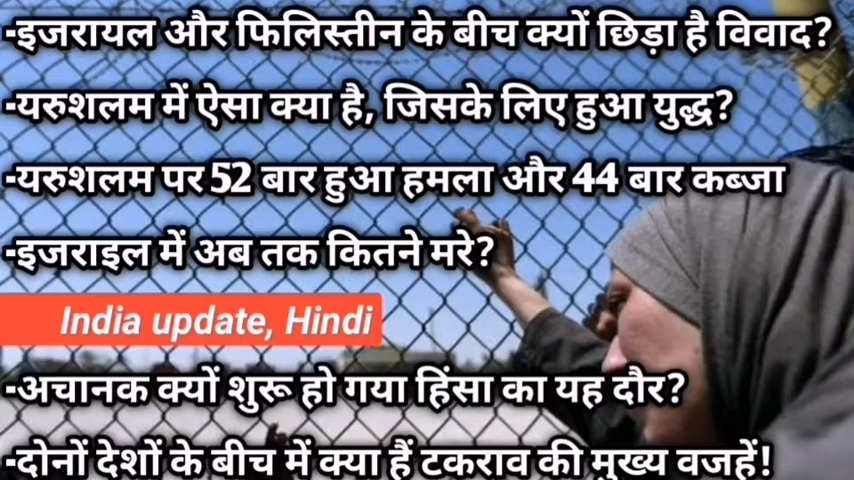 -इजरायल और फिलिस्तीन के बीच क्यों छिड़ा है विवाद?
-यरुशलम में ऐसा क्या है, जिसके लिए हुआ युद्ध?
-यरुशलम पर 52 बार हुआ हमला और 44 बार कब्जा
-इजराइल में अब तक कितने मरे?
India update, Hindi
-अचानक क्यों शुरू हो गया हिंसा का यह दौर?
-दोनों देशों के बीच में क्या हैं टकराव की मुख्य वजहें!